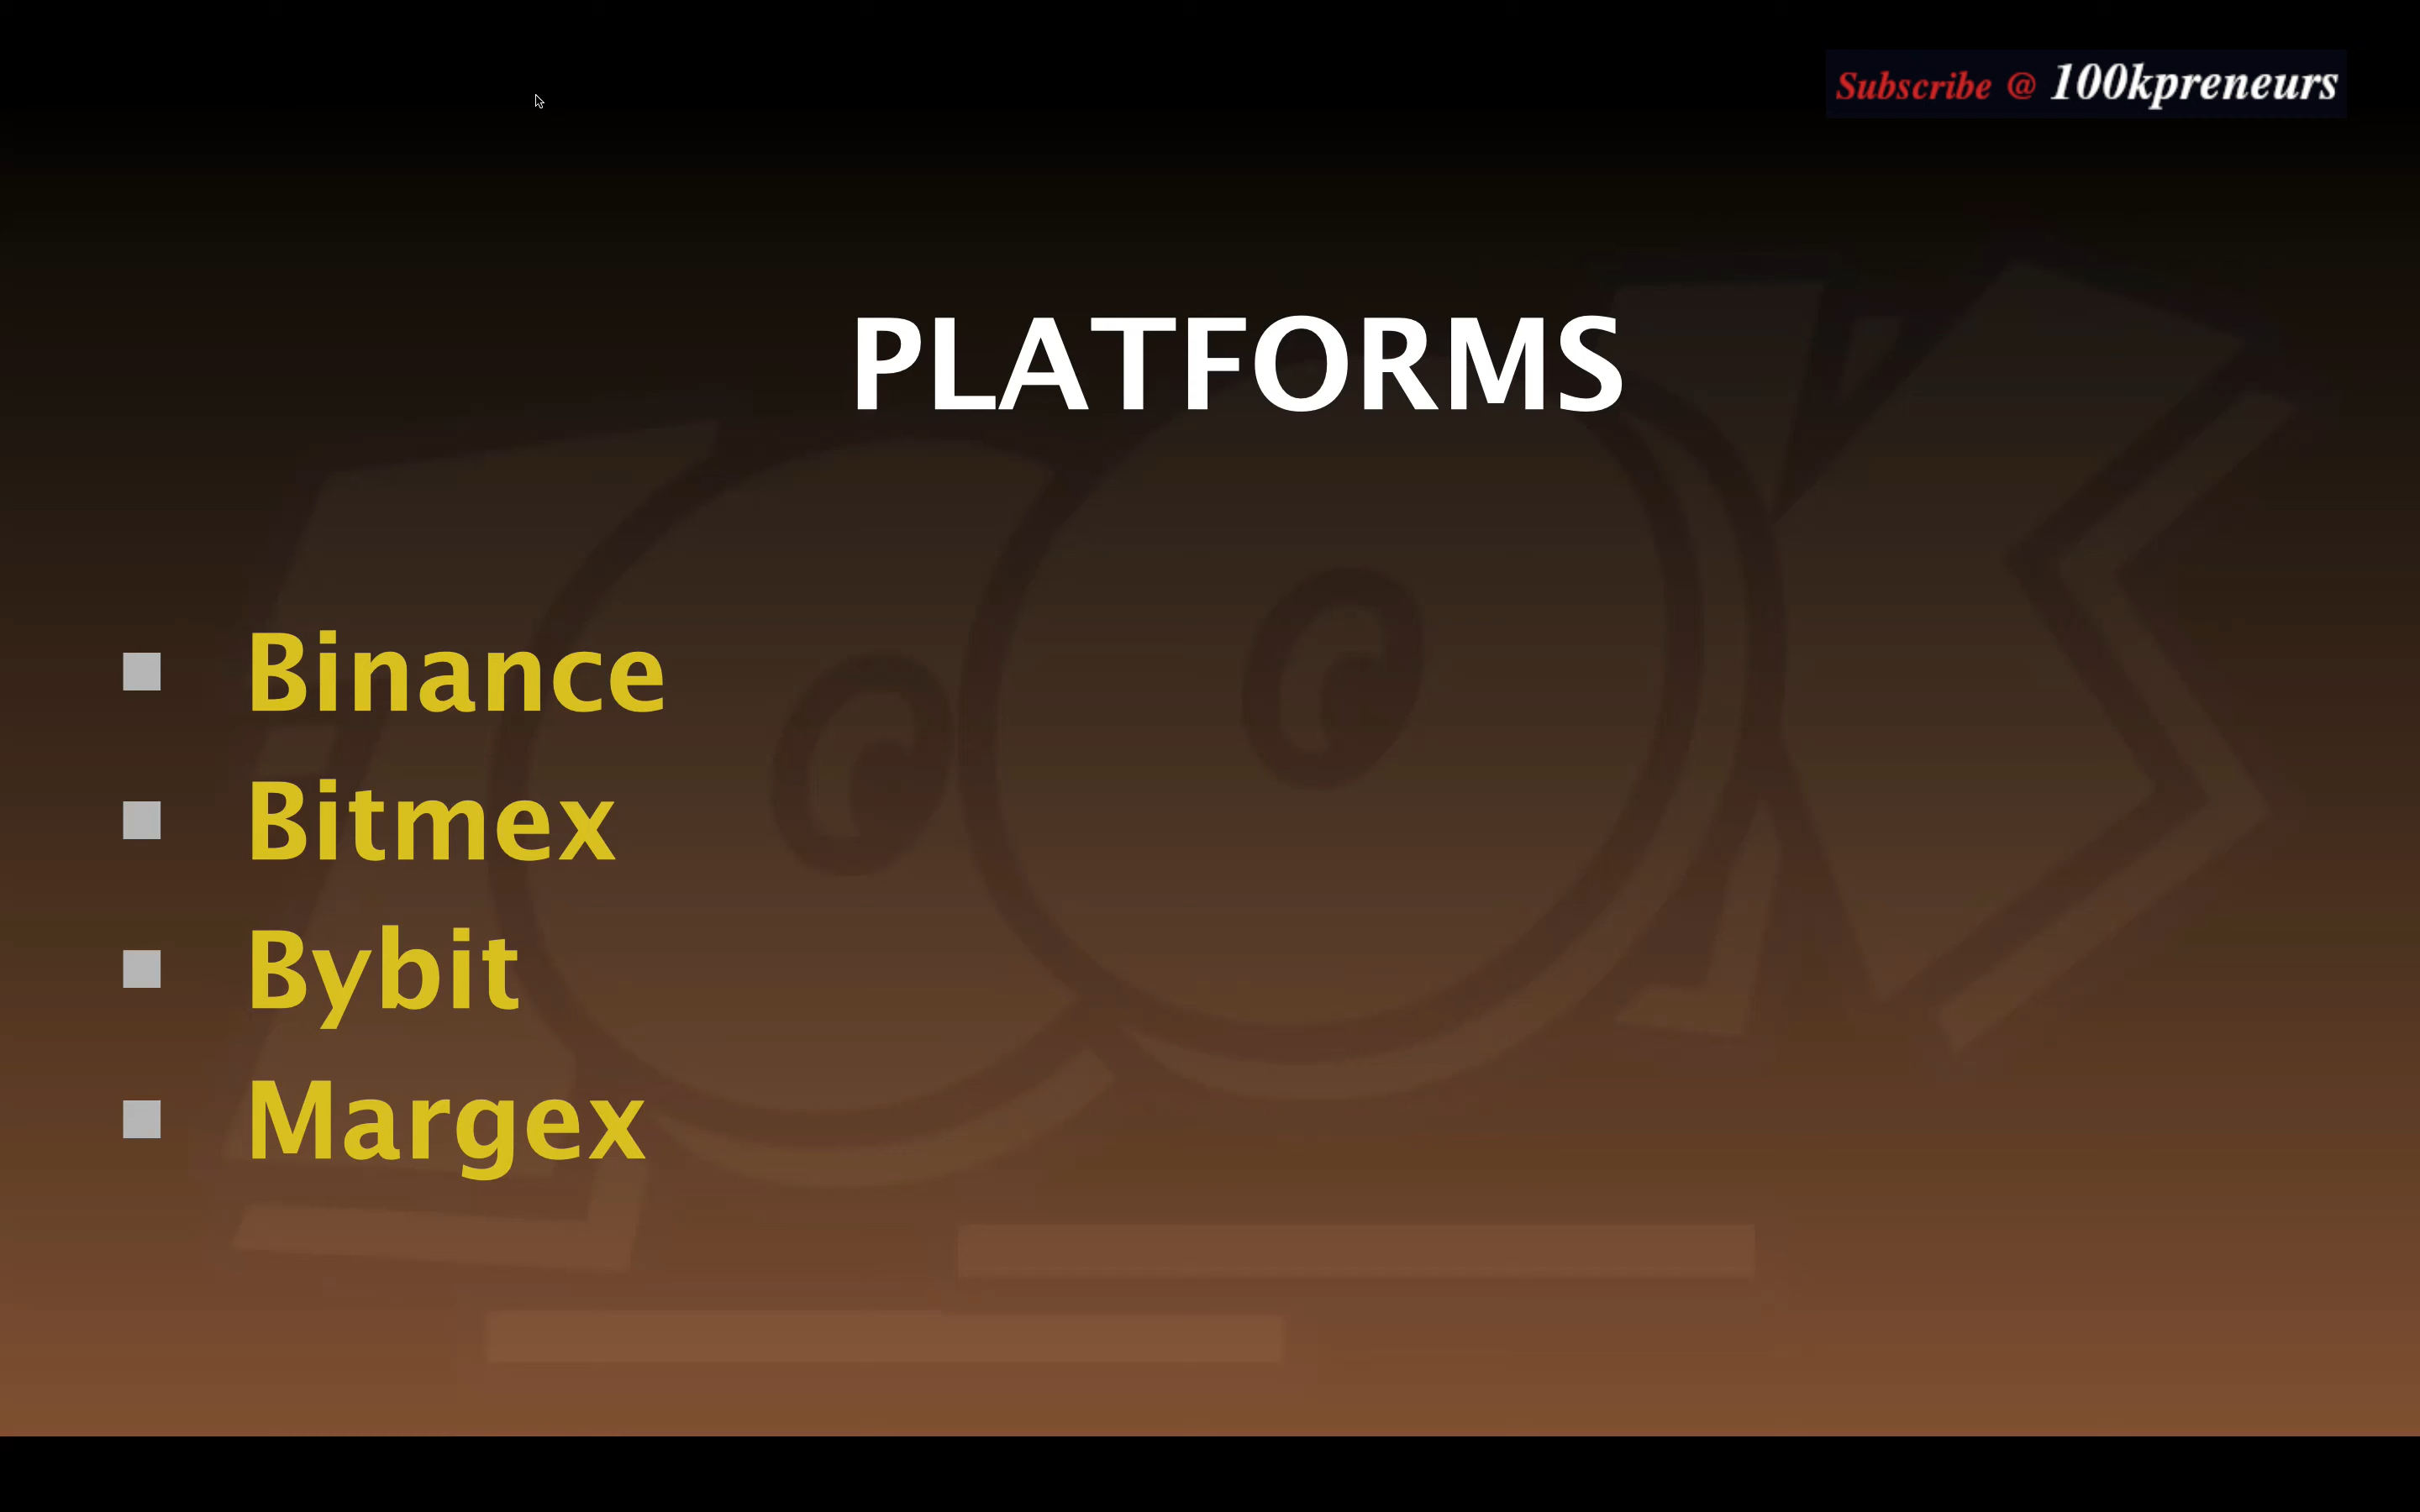 Subscribe @ 100kpreneurs
PLATFORMS
Binance
Bitmex
Bybit
Margex